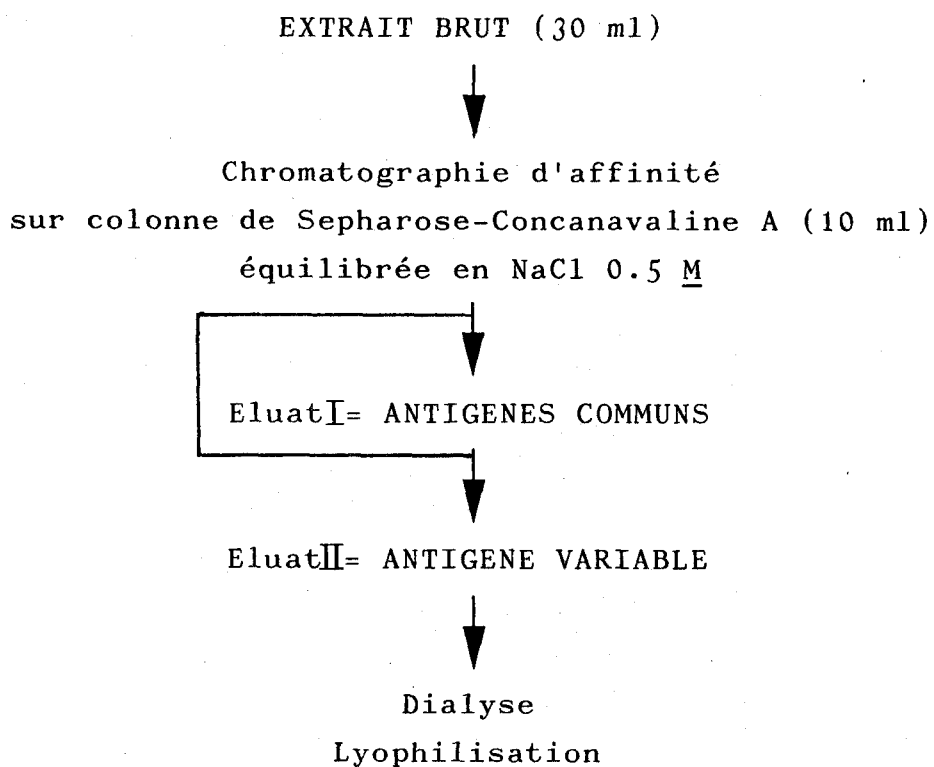 EXTRAIT BRUT (30 ml)
Chromatographie d'affinité
sur colonne de Sepharose-Concanavaline A (10 ml)
équilibrée en NaCl 0.5 M
EluatI= ANTIGENES COMMUNS
EluatII= ANTIGENE VARIABLE
Dialyse
Lyophilisation